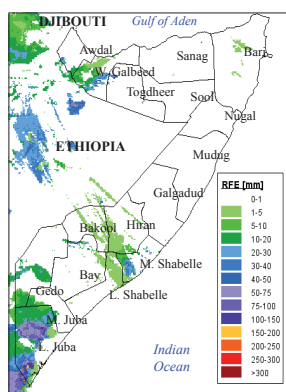 DJIBOUTI
Gulf of Aden
Awdal
W. Galbeed
Sanag
Bari
Togdheer
Sool
Nugal
ETHIOPIA
Mudug
Galgadud
Bakool
Hiran
Bay
M. Shabelle
Gedo
L. Shabelle
M. Juba
L. Juba
Indian
Ocean
RFE [mm]
0-1
1-5
5-10
10-20
20-30
30-40
40-50
50-75
75-100
100-150
150-200
200-250
250-300
>300